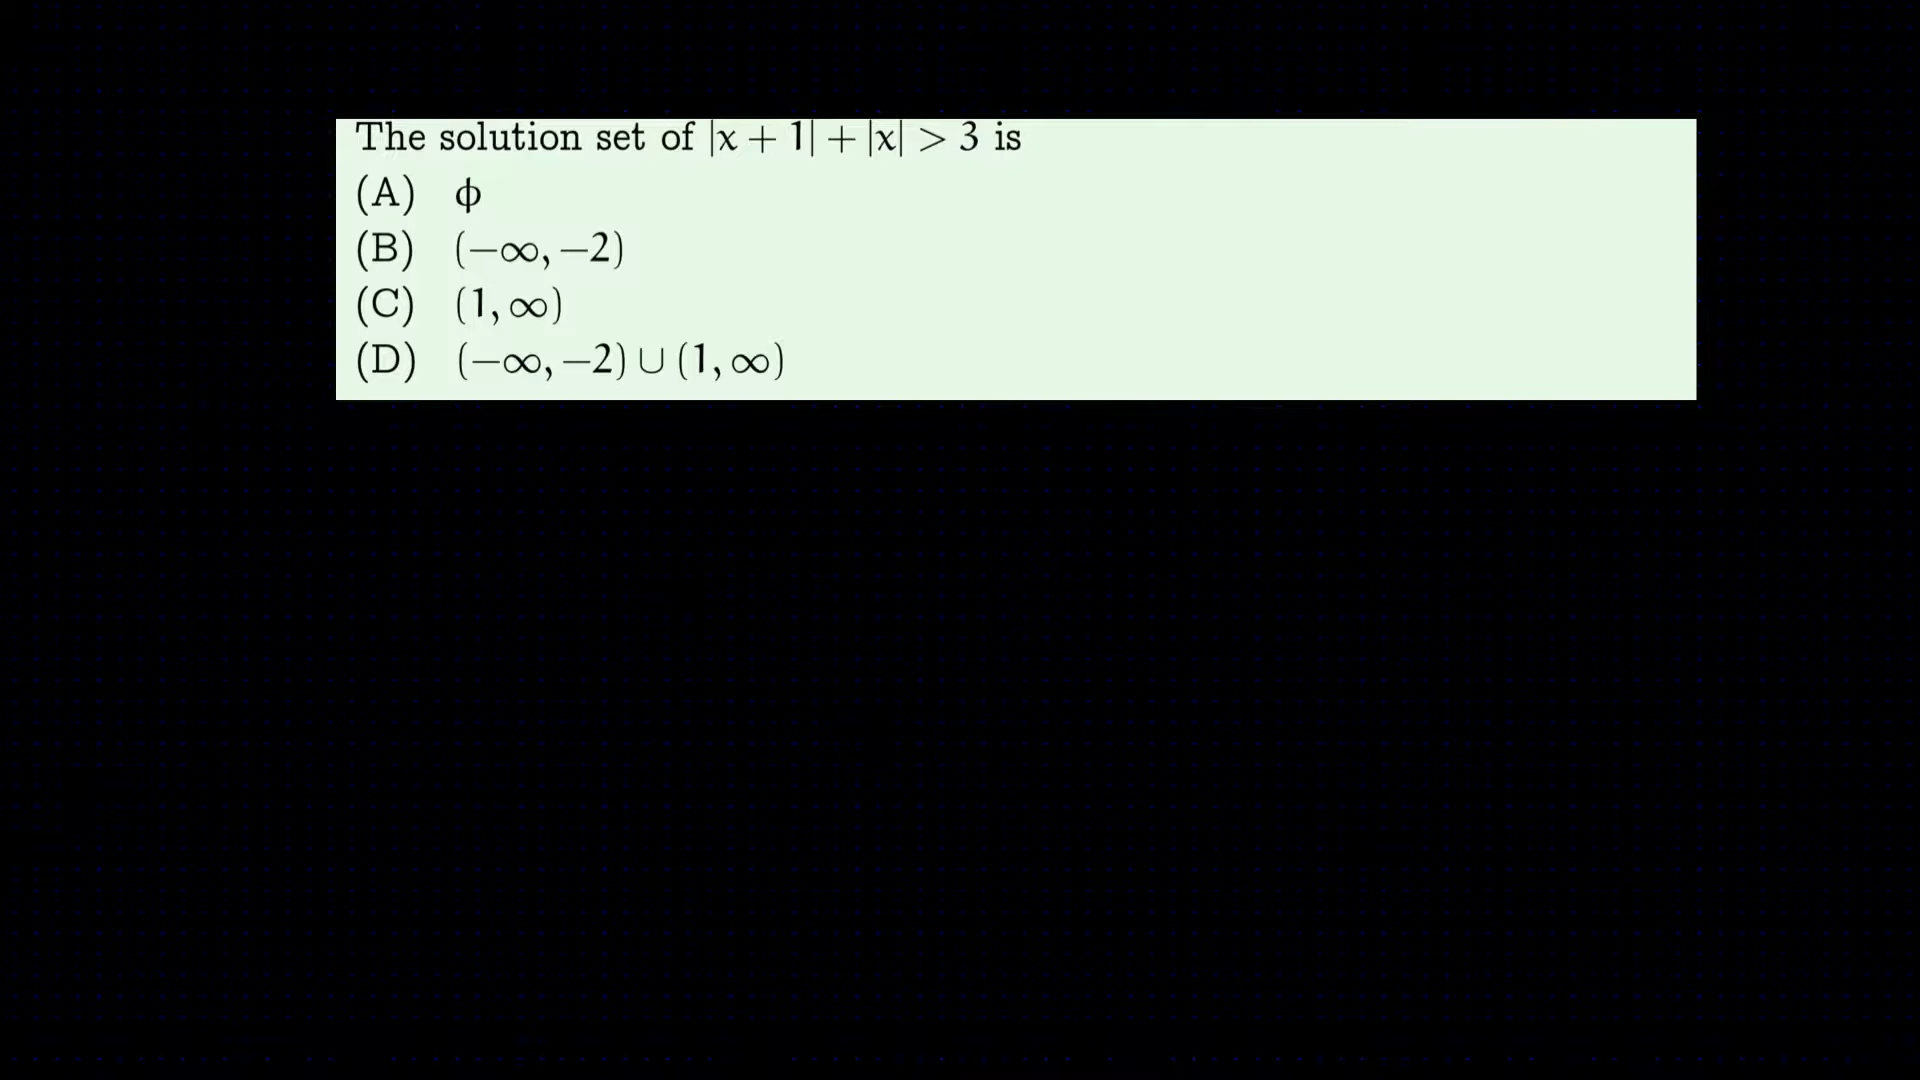 The solution set of |x + 1| + |x| > 3 is
(A) ϕ
(B) (−∞, −2)
(C) (1, ∞)
(D) (−∞, −2) ∪ (1, ∞)